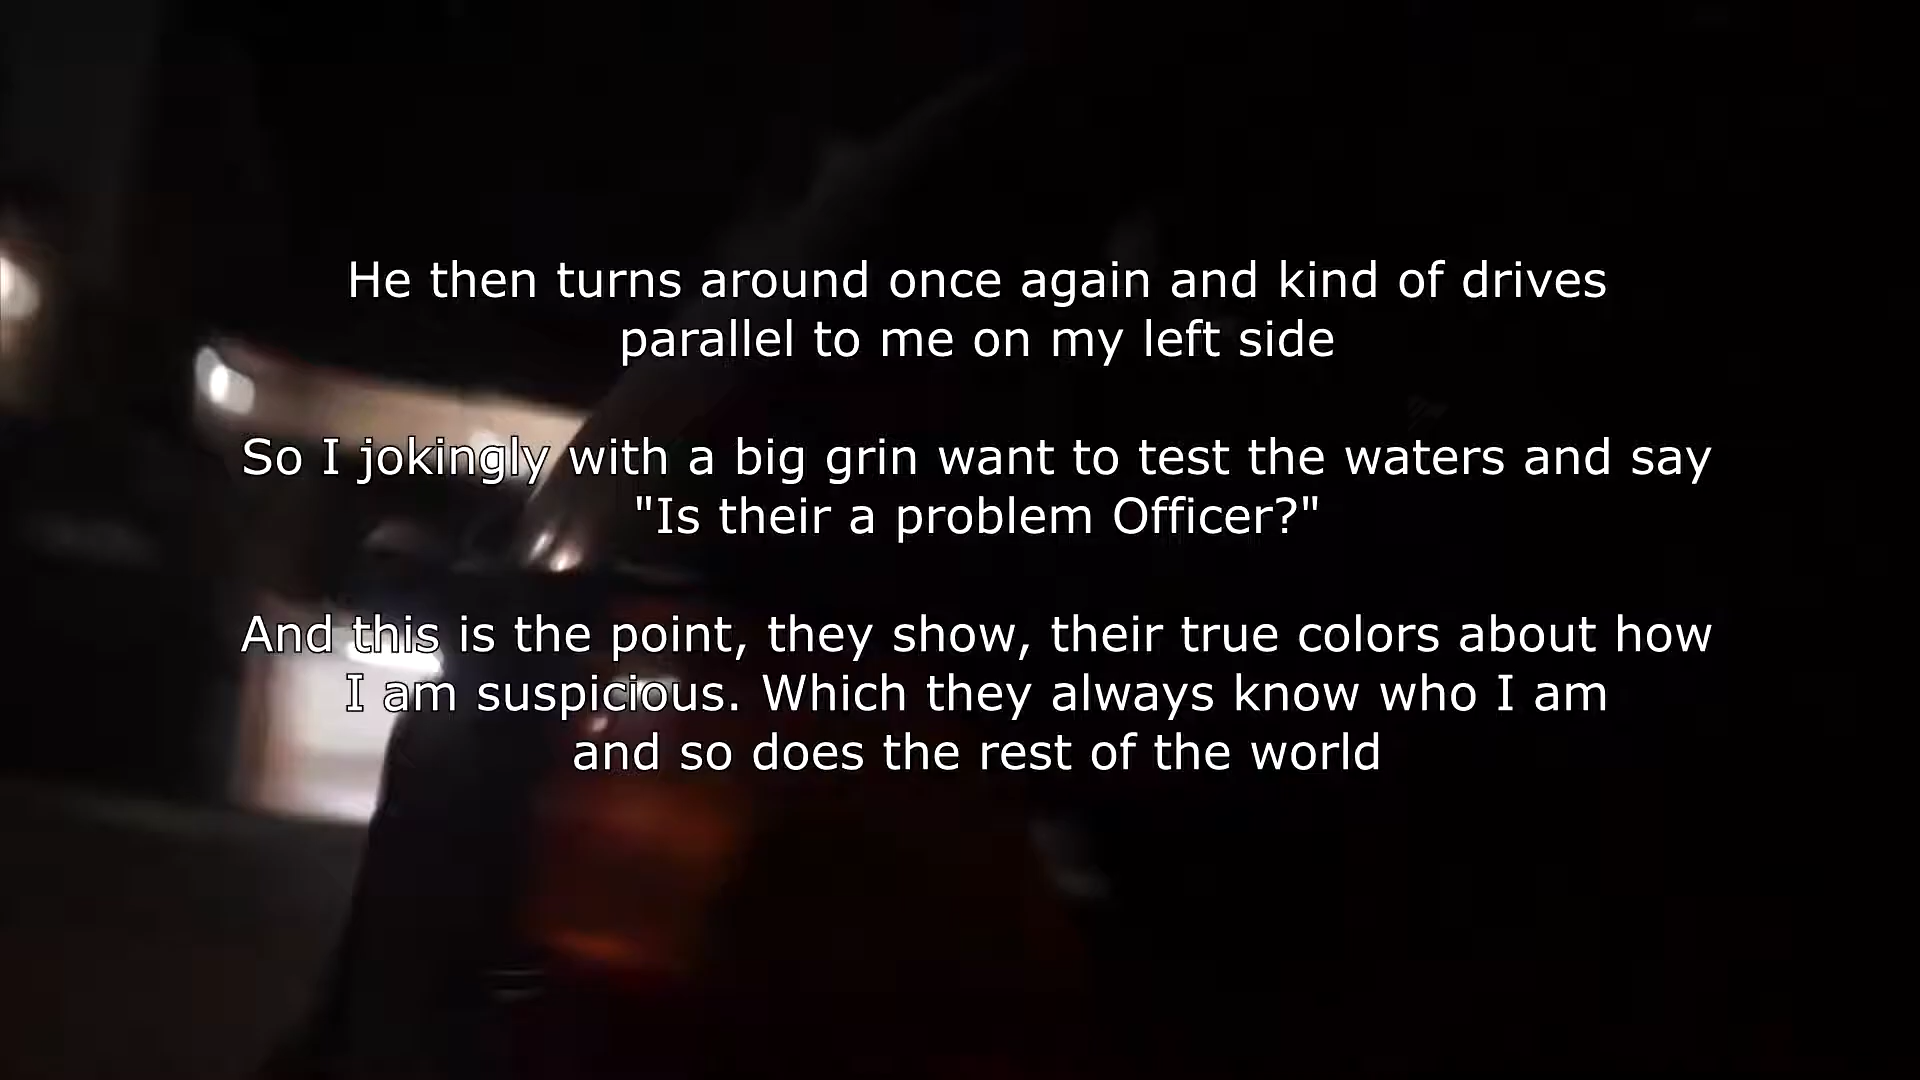 He then turns around once again and kind of drives
parallel to me on my left side
So I jokingly with a big grin want to test the waters and say
"Is their a problem Officer?"
And this is the point, they show, their true colors about how
I am suspicious. Which they always know who I am
and so does the rest of the world